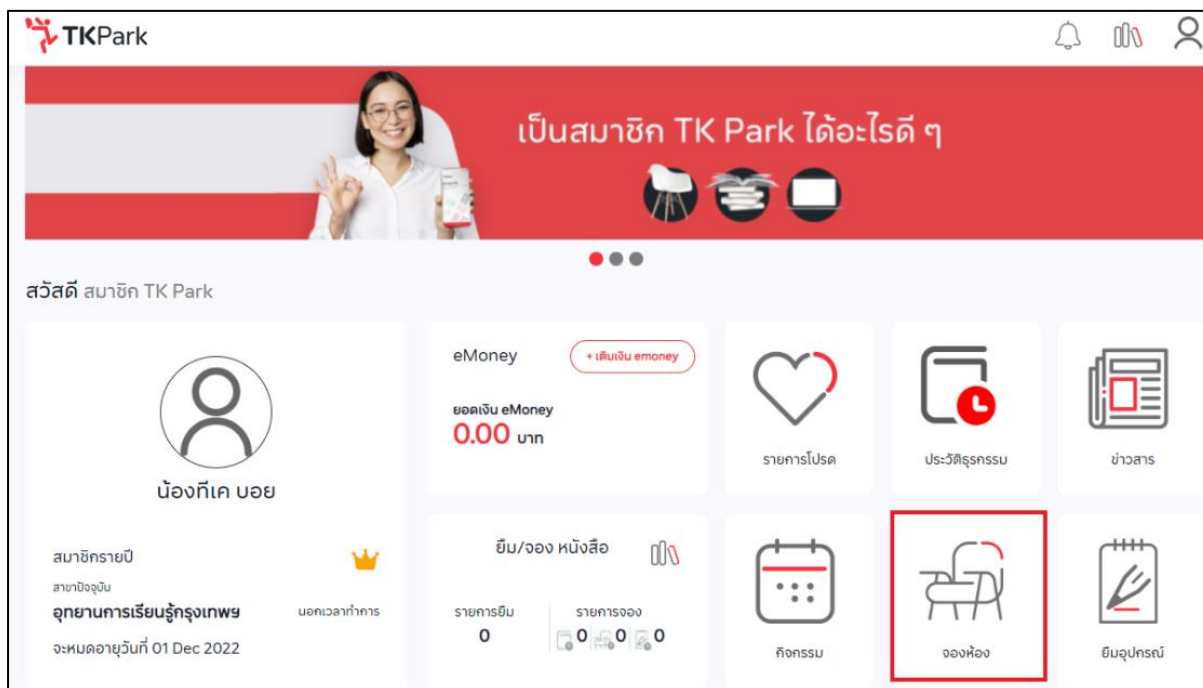 TKPark
เป็นสมาชิก TK Park ได้อะไรดี ๆ
สวัสดี สมาชิก TK Park
น้องทีเค บอย
สมาชิกรายปี
สาขาปัจจุบัน
อุทยานการเรียนรู้กรุงเทพฯ
นอกเวลาทำการ
จะหมดอายุวันที่ 01 Dec 2022
eMoney
+ เติมเงิน emoney
ยอดเงิน eMoney
0.00 บาท
ยืม/จอง หนังสือ
รายการยืม รายการจอง
0 0 0 0
รายการโปรด
ประวัติธุรกรรม
ข่าวสาร
กิจกรรม
จองห้อง
ยืมอุปกรณ์